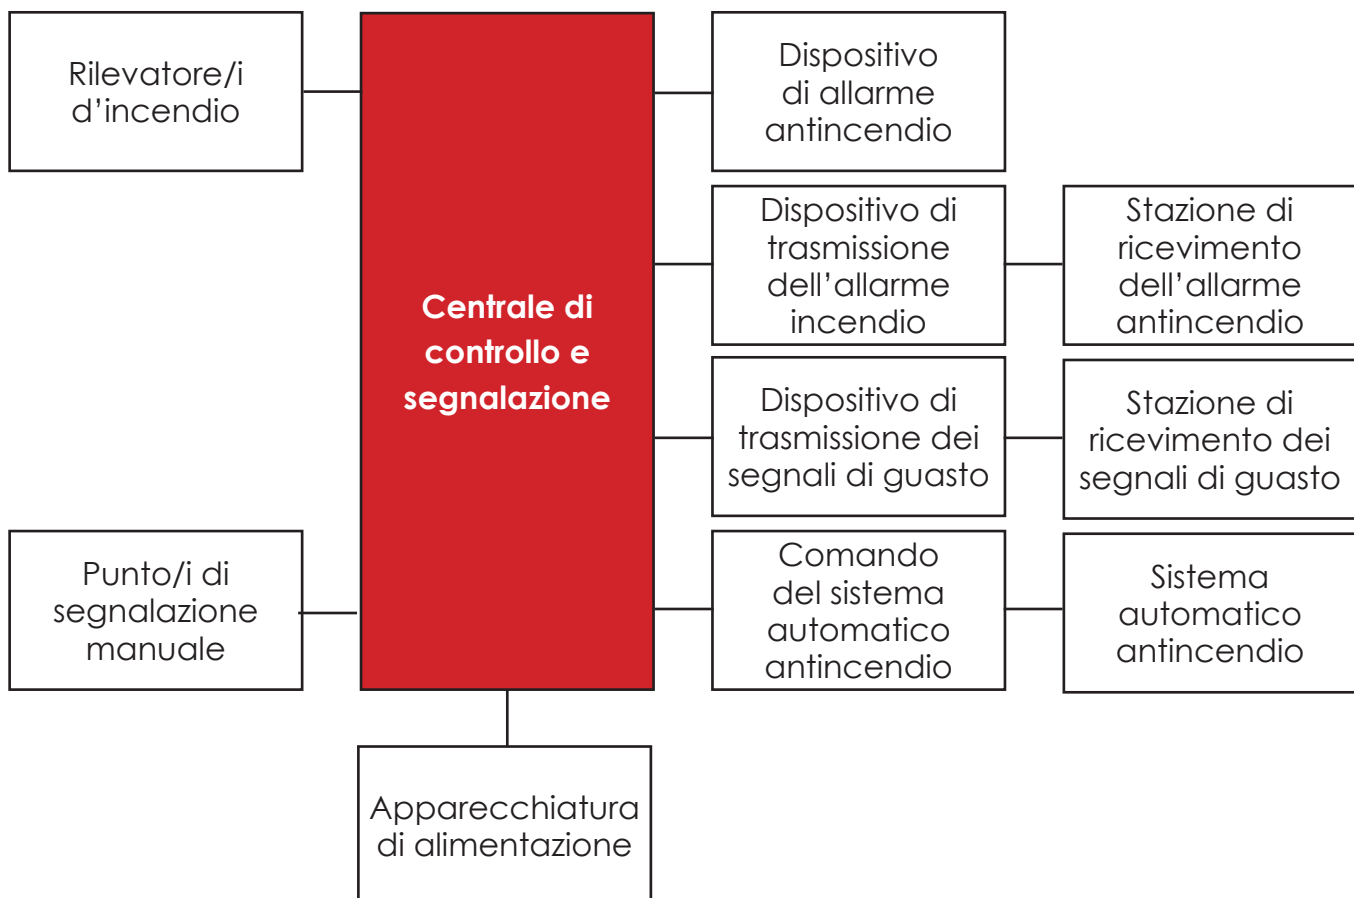 Rilevatore/i
d’incendio
Centrale di
controllo e
segnalazione
Dispositivo
di allarme
antincendio
Dispositivo di
trasmissione
dell’allarme
incendio
Stazione di
ricevimento
dell’allarme
antincendio
Dispositivo di
trasmissione dei
segnali di guasto
Stazione di
ricevimento dei
segnali di guasto
Punto/i di
segnalazione
manuale
Comando
del sistema
automatico
antincendio
Sistema
automatico
antincendio
Apparecchiatura
di alimentazione